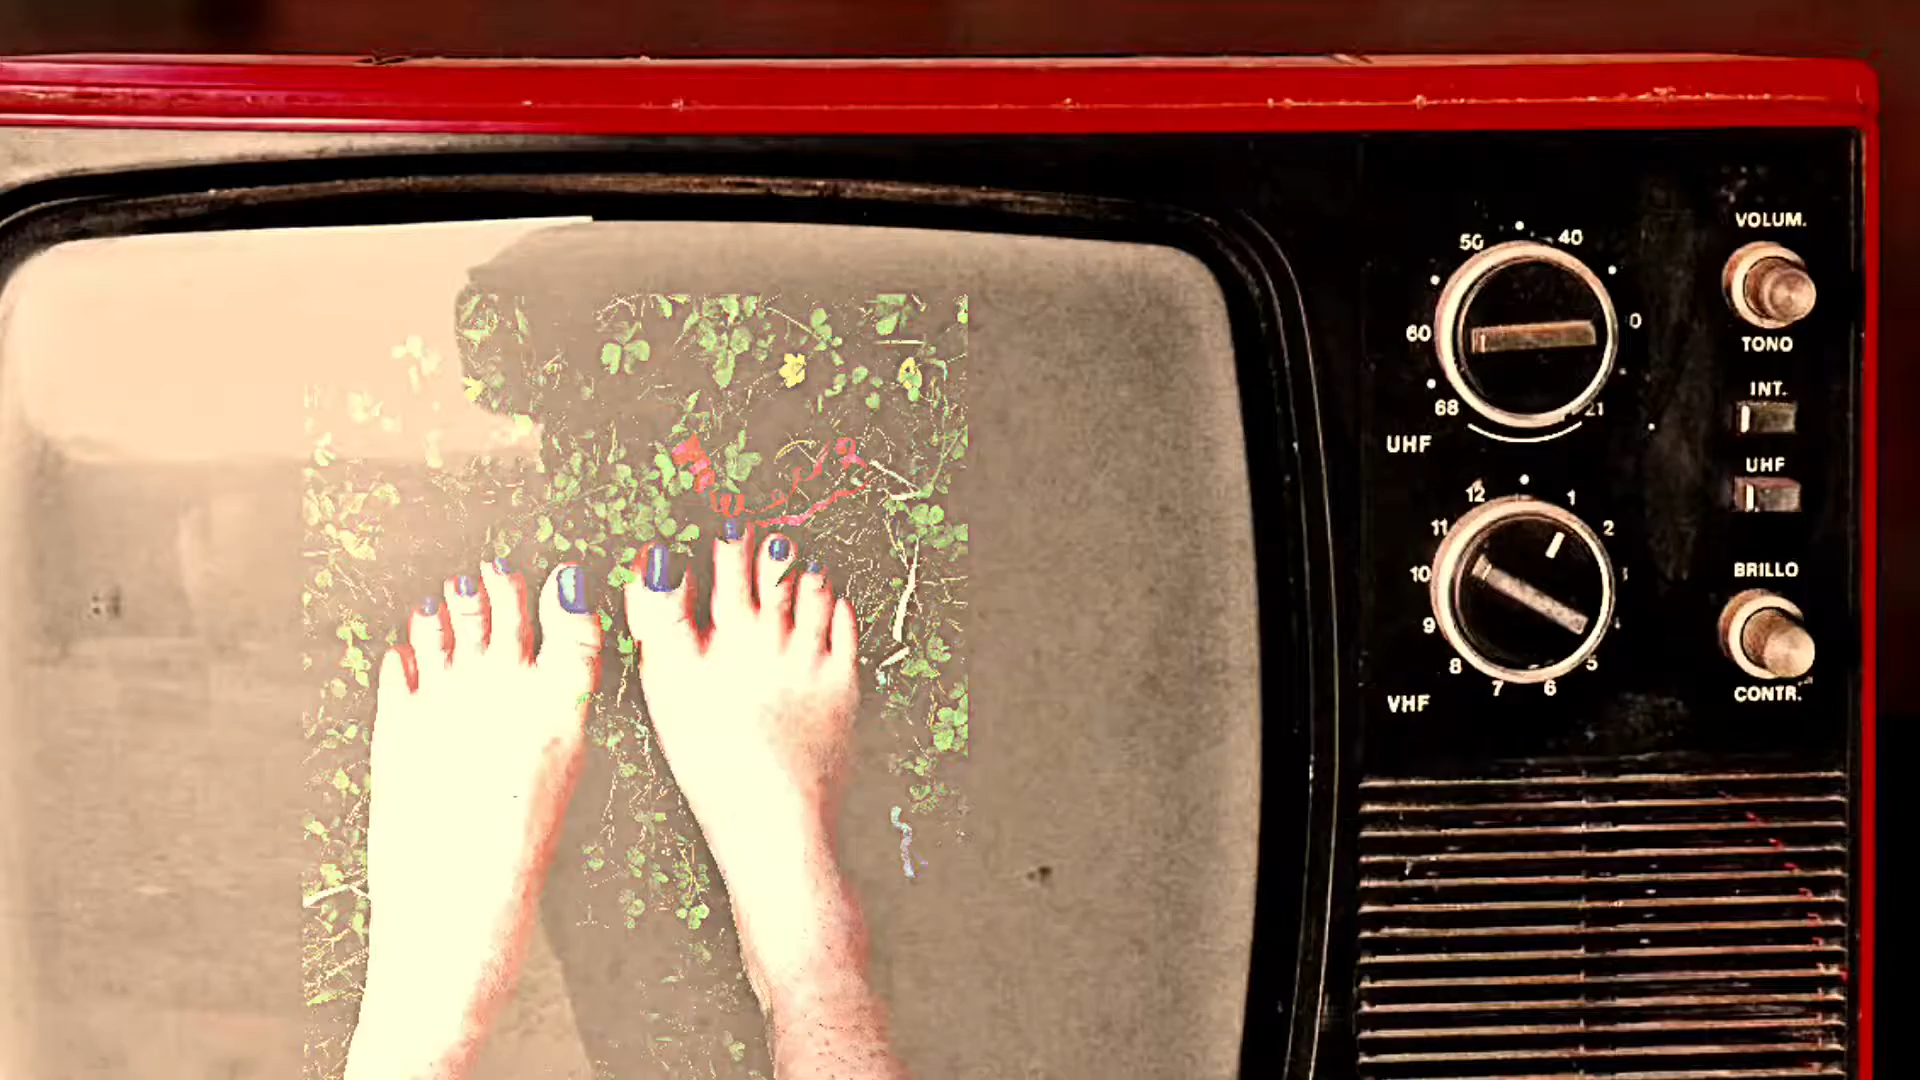 VOLUM.
50 40
60 0
68 21
TONO
INT.
UHF
UHF
12 1
11 2
10
9
8 5
7 6
VHF
BRILLO
CONTR.